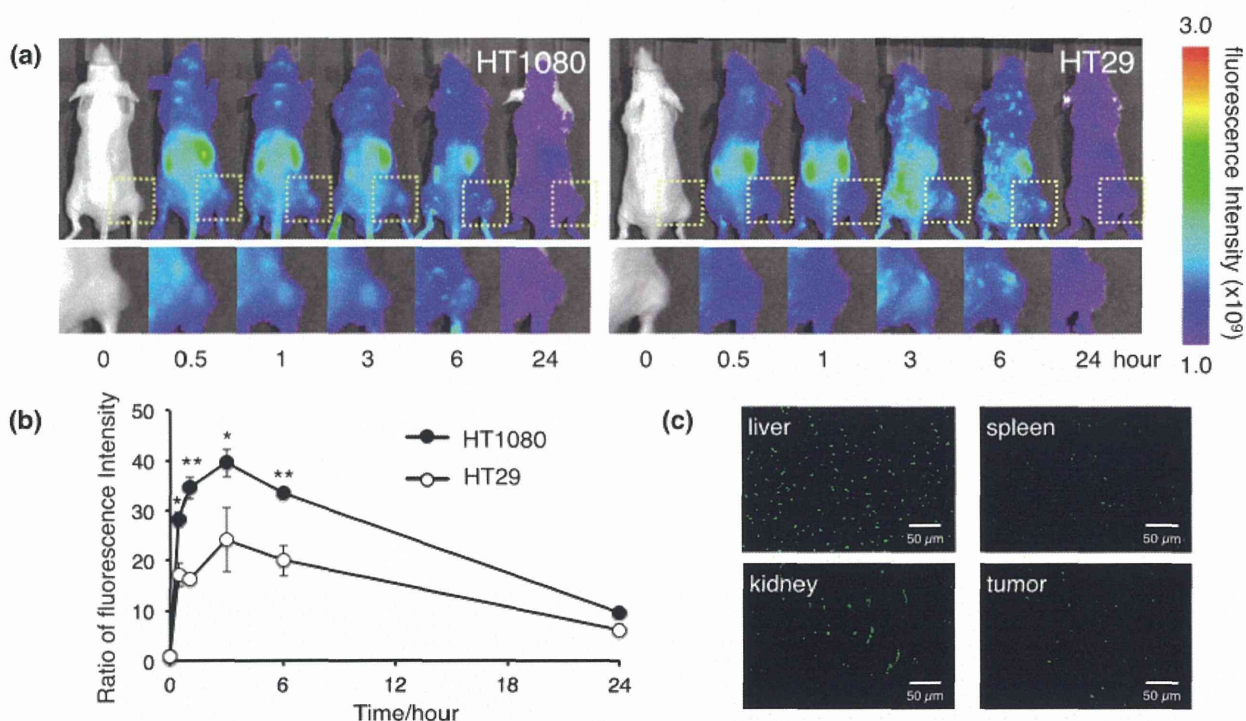 (a)
HT1080
HT29
3.0
fluorescence Intensity (x10⁹)
1.0
0 0.5 1 3 6 24 0 0.5 1 3 6 24 hour
(b)
Ratio of fluorescence Intensity
50
40
30
20
10
0
* ** * **
HT1080
HT29
0 6 12 18 24
Time/hour
(c)
liver
50 µm
spleen
50 µm
kidney
50 µm
tumor
50 µm